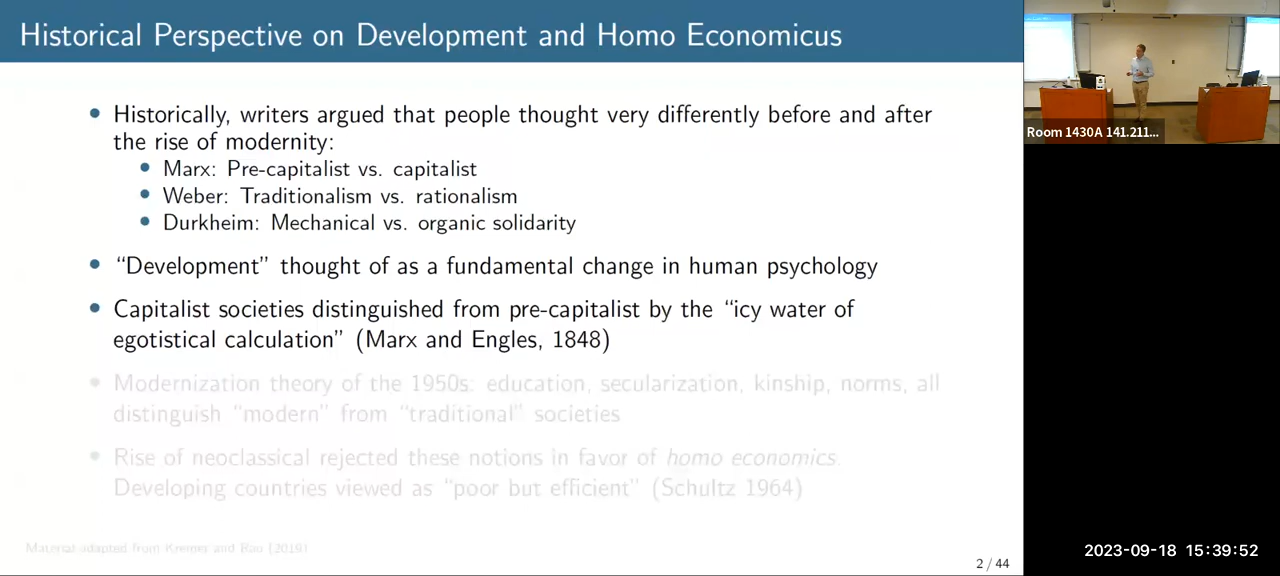 Historical Perspective on Development and Homo Economicus
• Historically, writers argued that people thought very differently before and after
the rise of modernity:
• Marx: Pre-capitalist vs. capitalist
• Weber: Traditionalism vs. rationalism
• Durkheim: Mechanical vs. organic solidarity
• “Development” thought of as a fundamental change in human psychology
• Capitalist societies distinguished from pre-capitalist by the “icy water of
egotistical calculation” (Marx and Engles, 1848)
• Modernization theory of the 1950s: education, secularization, kinship, norms, all
distinguish “modern” from “traditional” societies
• Rise of neoclassical rejected these notions in favor of homo economics.
Developing countries viewed as “poor but efficient” (Schultz 1964)
Material adapted from Kremer and Rao (2019)
2 / 44
Room 1430A 141.211...
2023-09-18 15:39:52